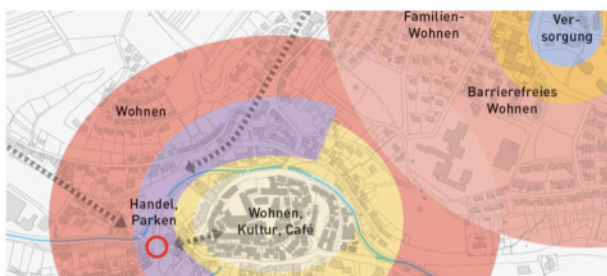 Familien-
Wohnen
Ver-
sorgung
Wohnen
Barrierefreies
Wohnen
Handel,
Parken
Wohnen,
Kultur, Café